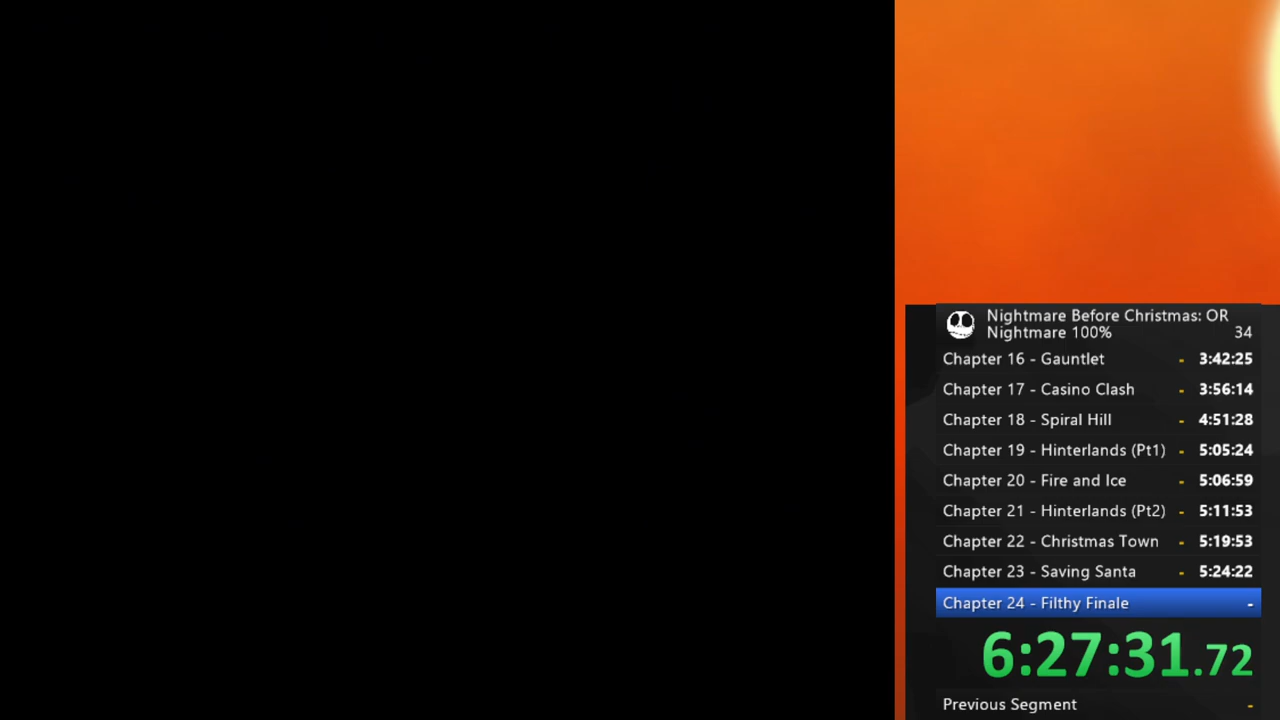 Nightmare Before Christmas: OR
Nightmare 100% 34
Chapter 16 - Gauntlet - 3:42:25
Chapter 17 - Casino Clash - 3:56:14
Chapter 18 - Spiral Hill - 4:51:28
Chapter 19 - Hinterlands (Pt1) - 5:05:24
Chapter 20 - Fire and Ice - 5:06:59
Chapter 21 - Hinterlands (Pt2) - 5:11:53
Chapter 22 - Christmas Town - 5:19:53
Chapter 23 - Saving Santa - 5:24:22
Chapter 24 - Filthy Finale -
6:27:31.72
Previous Segment -